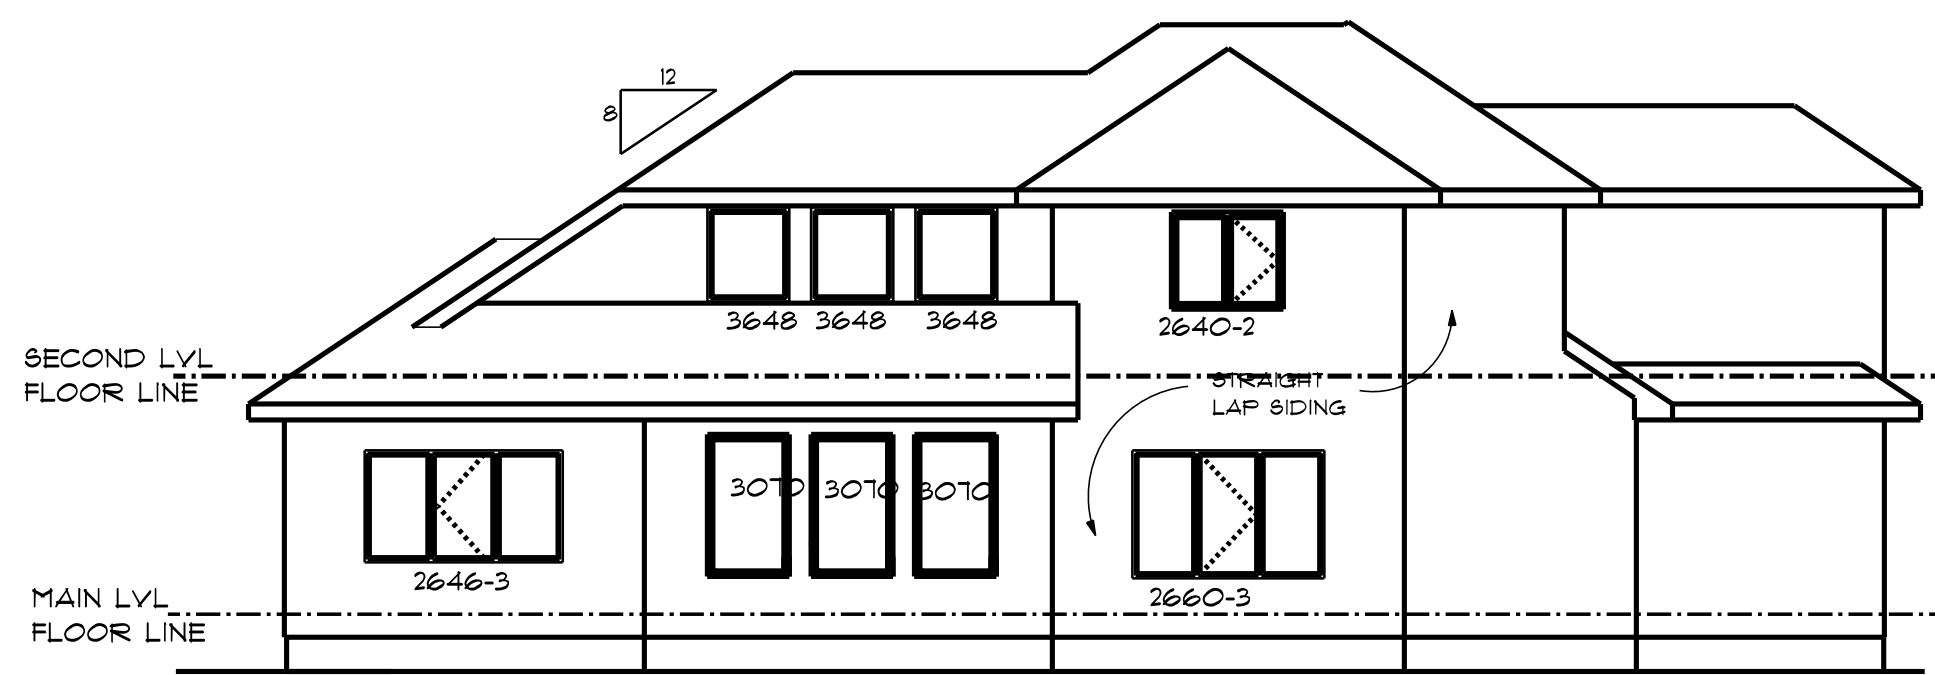 12
8
3648 3648 3648
2640-2
SECOND LVL
FLOOR LINE
STRAIGHT
LAP SIDING
3070 3070 3070
2646-3
2660-3
MAIN LVL
FLOOR LINE